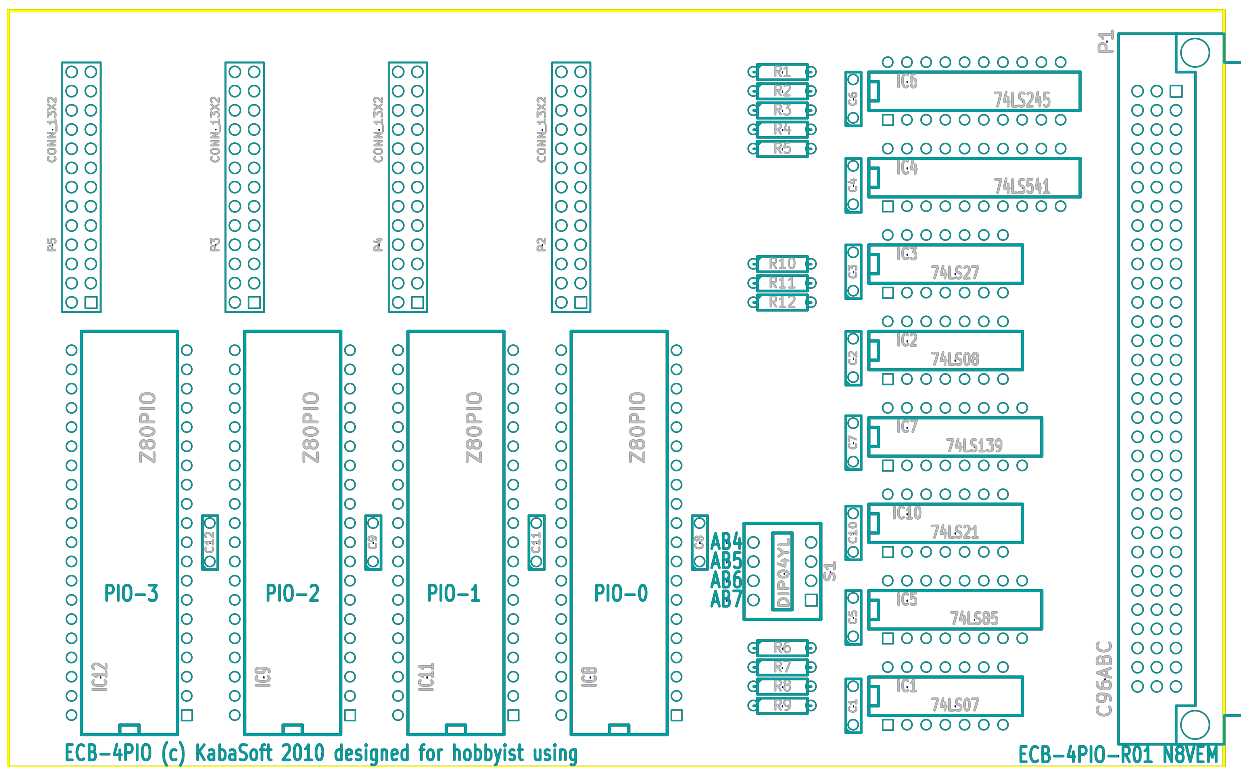 P1
R1
R2
R3
R4
R5
C6
IC6
74LS245
CONN_13X2
CONN_13X2
CONN_13X2
CONN_13X2
C4
IC4
74LS541
P5
P3
P4
P2
R10
R11
R12
C3
IC3
74LS27
C2
IC2
74LS08
Z80PIO
Z80PIO
Z80PIO
Z80PIO
C7
IC7
74LS139
C12
C9
C11
C8
AB4
AB5
AB6
AB7
DIP04YL
S1
C10
IC10
74LS21
PIO-3
PIO-2
PIO-1
PIO-0
C5
IC5
74LS85
IC12
IC9
IC11
IC8
R6
R7
R8
R9
C1
IC1
74LS07
C96ABC
ECB-4PIO (c) KabaSoft 2010 designed for hobbyist using
ECB-4PIO-R01 N8VEM